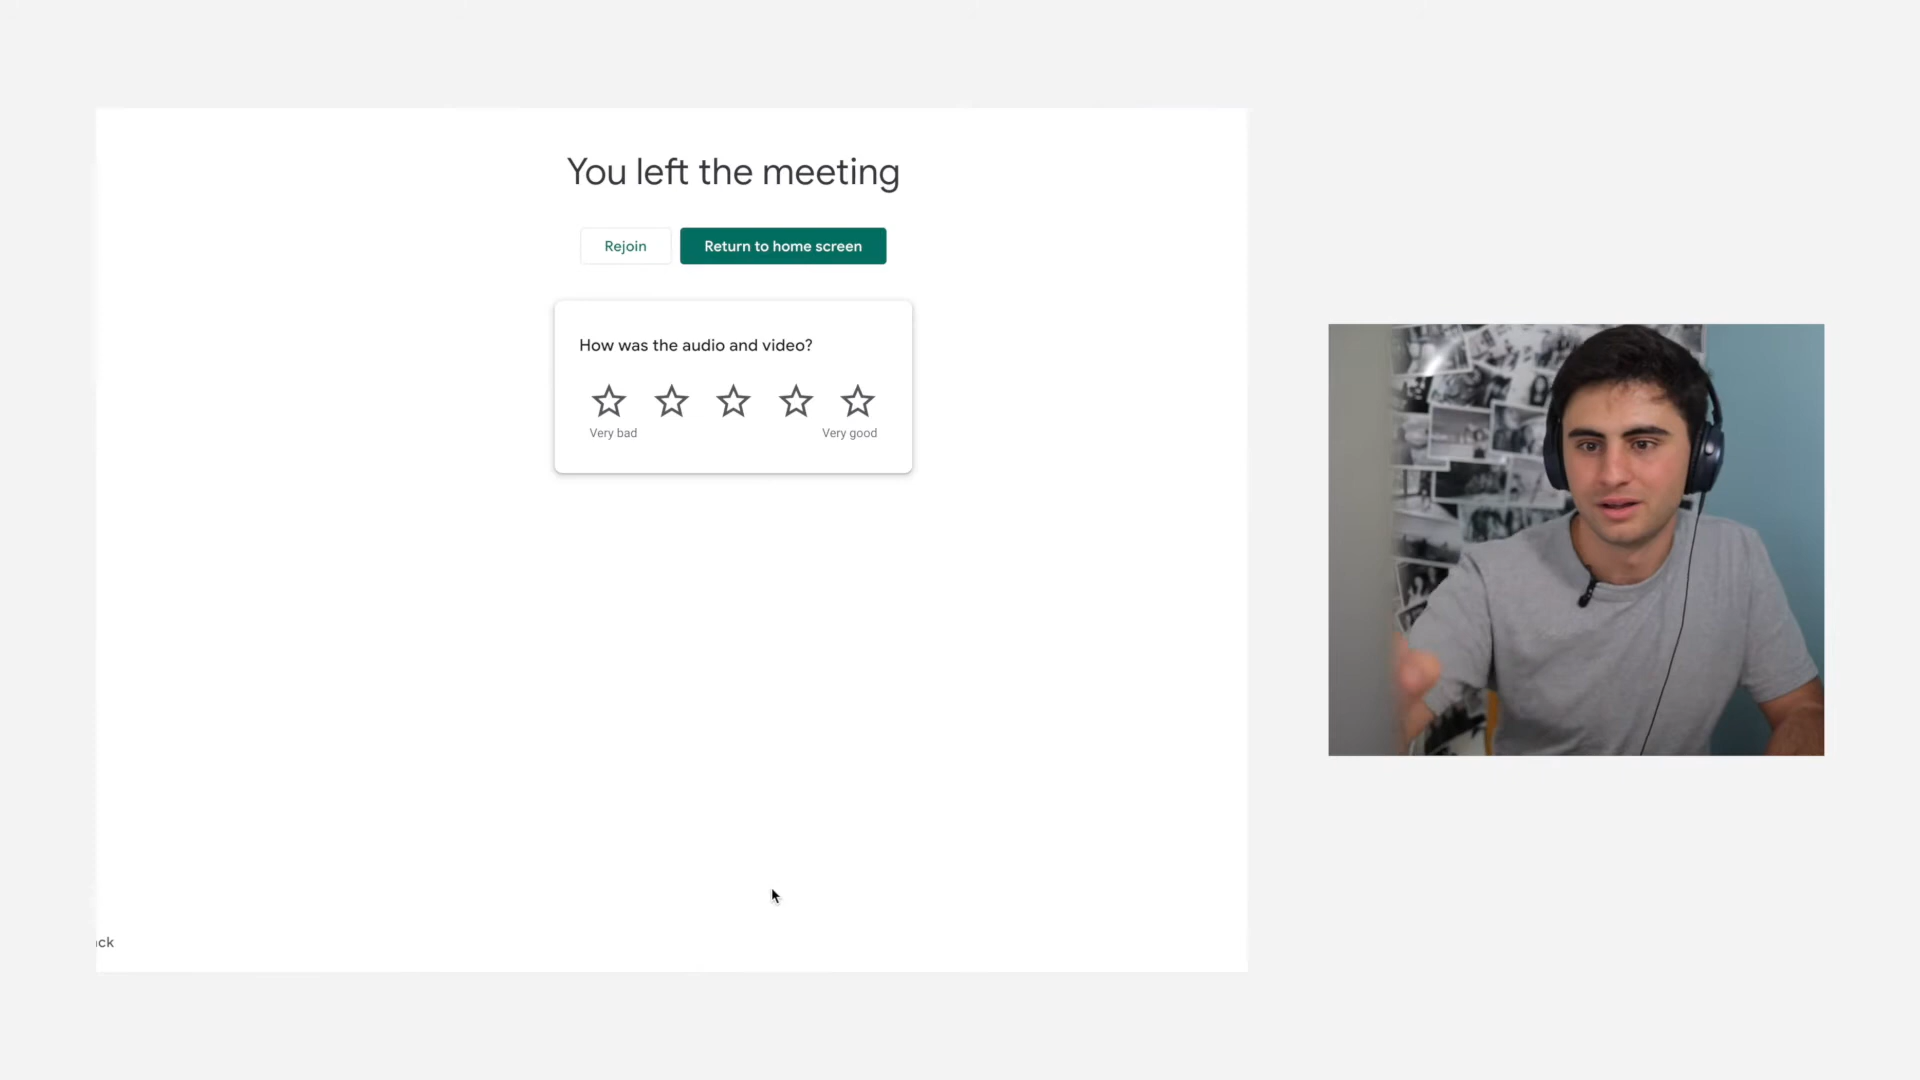 You left the meeting
Rejoin
Return to home screen
How was the audio and video?
Very bad
Very good
ck